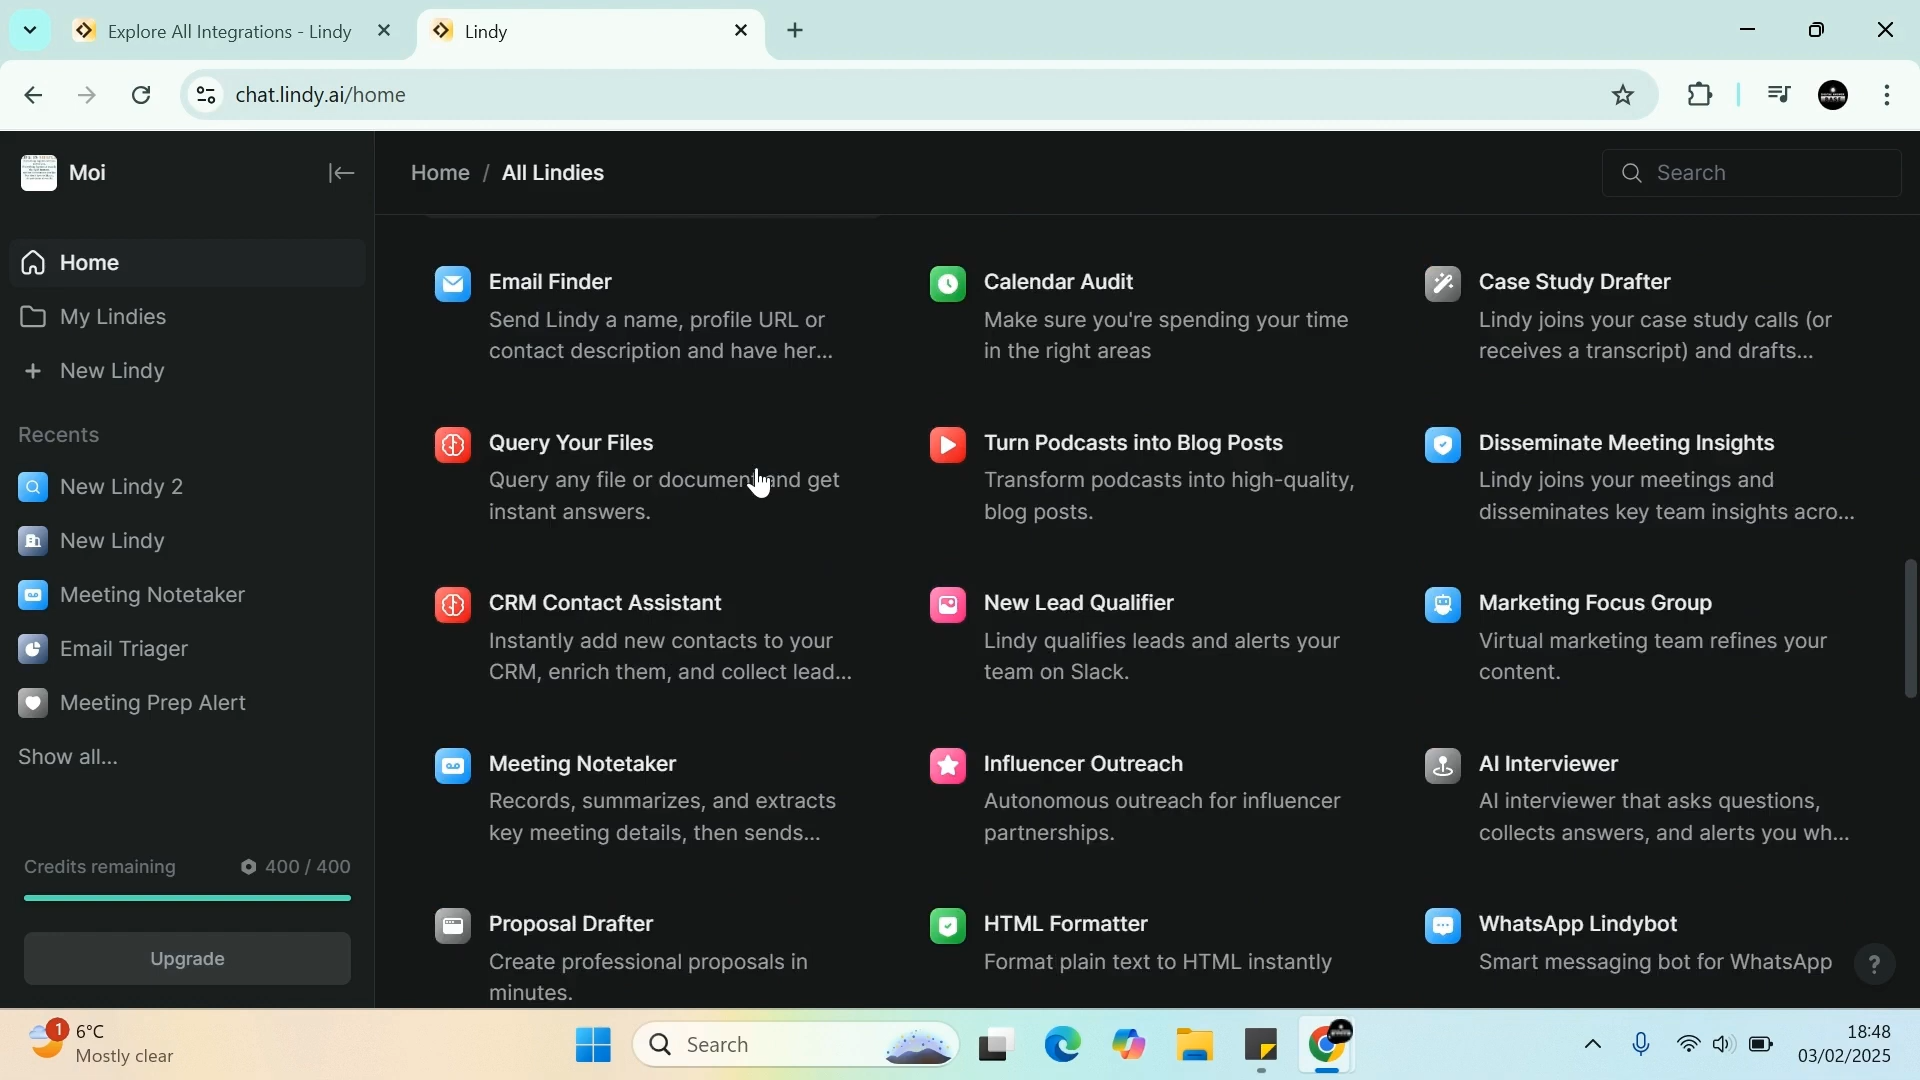 Explore All Integrations - Lindy
Lindy
chat.lindy.ai/home
Moi
Home / All Lindies
Search
Home
My Lindies
New Lindy
Recents
New Lindy 2
New Lindy
Meeting Notetaker
Email Triager
Meeting Prep Alert
Show all...
Credits remaining 400 / 400
Upgrade
Email Finder
Send Lindy a name, profile URL or
contact description and have her...
Calendar Audit
Make sure you're spending your time
in the right areas
Case Study Drafter
Lindy joins your case study calls (or
receives a transcript) and drafts...
Query Your Files
Query any file or document and get
instant answers.
Turn Podcasts into Blog Posts
Transform podcasts into high-quality,
blog posts.
Disseminate Meeting Insights
Lindy joins your meetings and
disseminates key team insights acro...
CRM Contact Assistant
Instantly add new contacts to your
CRM, enrich them, and collect lead...
New Lead Qualifier
Lindy qualifies leads and alerts your
team on Slack.
Marketing Focus Group
Virtual marketing team refines your
content.
Meeting Notetaker
Records, summarizes, and extracts
key meeting details, then sends...
Influencer Outreach
Autonomous outreach for influencer
partnerships.
AI Interviewer
AI interviewer that asks questions,
collects answers, and alerts you wh...
Proposal Drafter
Create professional proposals in
minutes.
HTML Formatter
Format plain text to HTML instantly
WhatsApp Lindybot
Smart messaging bot for WhatsApp
?
1
6°C
Mostly clear
Search
18:48
03/02/2025